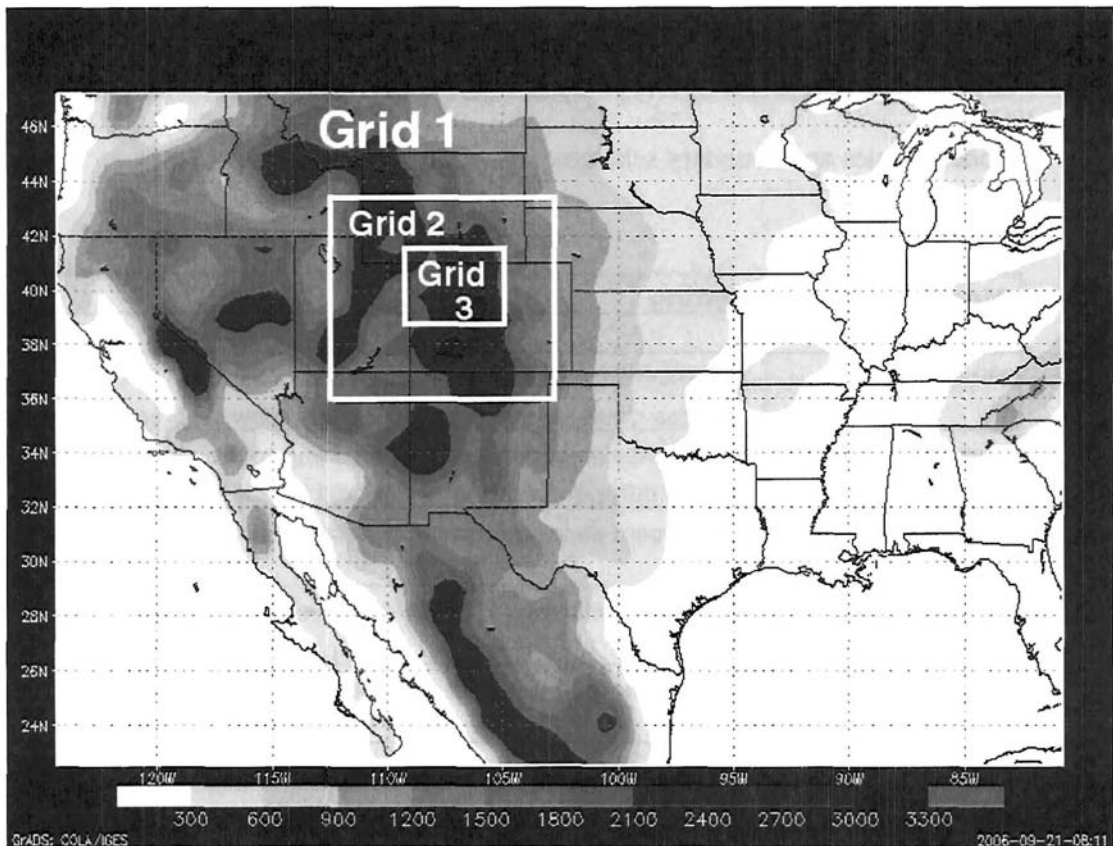 Grid 1
Grid 2
Grid
3
46N
44N
42N
40N
38N
36N
34N
32N
30N
28N
26N
24N
120W 115W 110W 105W 100W 95W 90W 85W
300 600 900 1200 1500 1800 2100 2400 2700 3000 3300
GrADS: COLA/IGES
2006-09-21-08:11